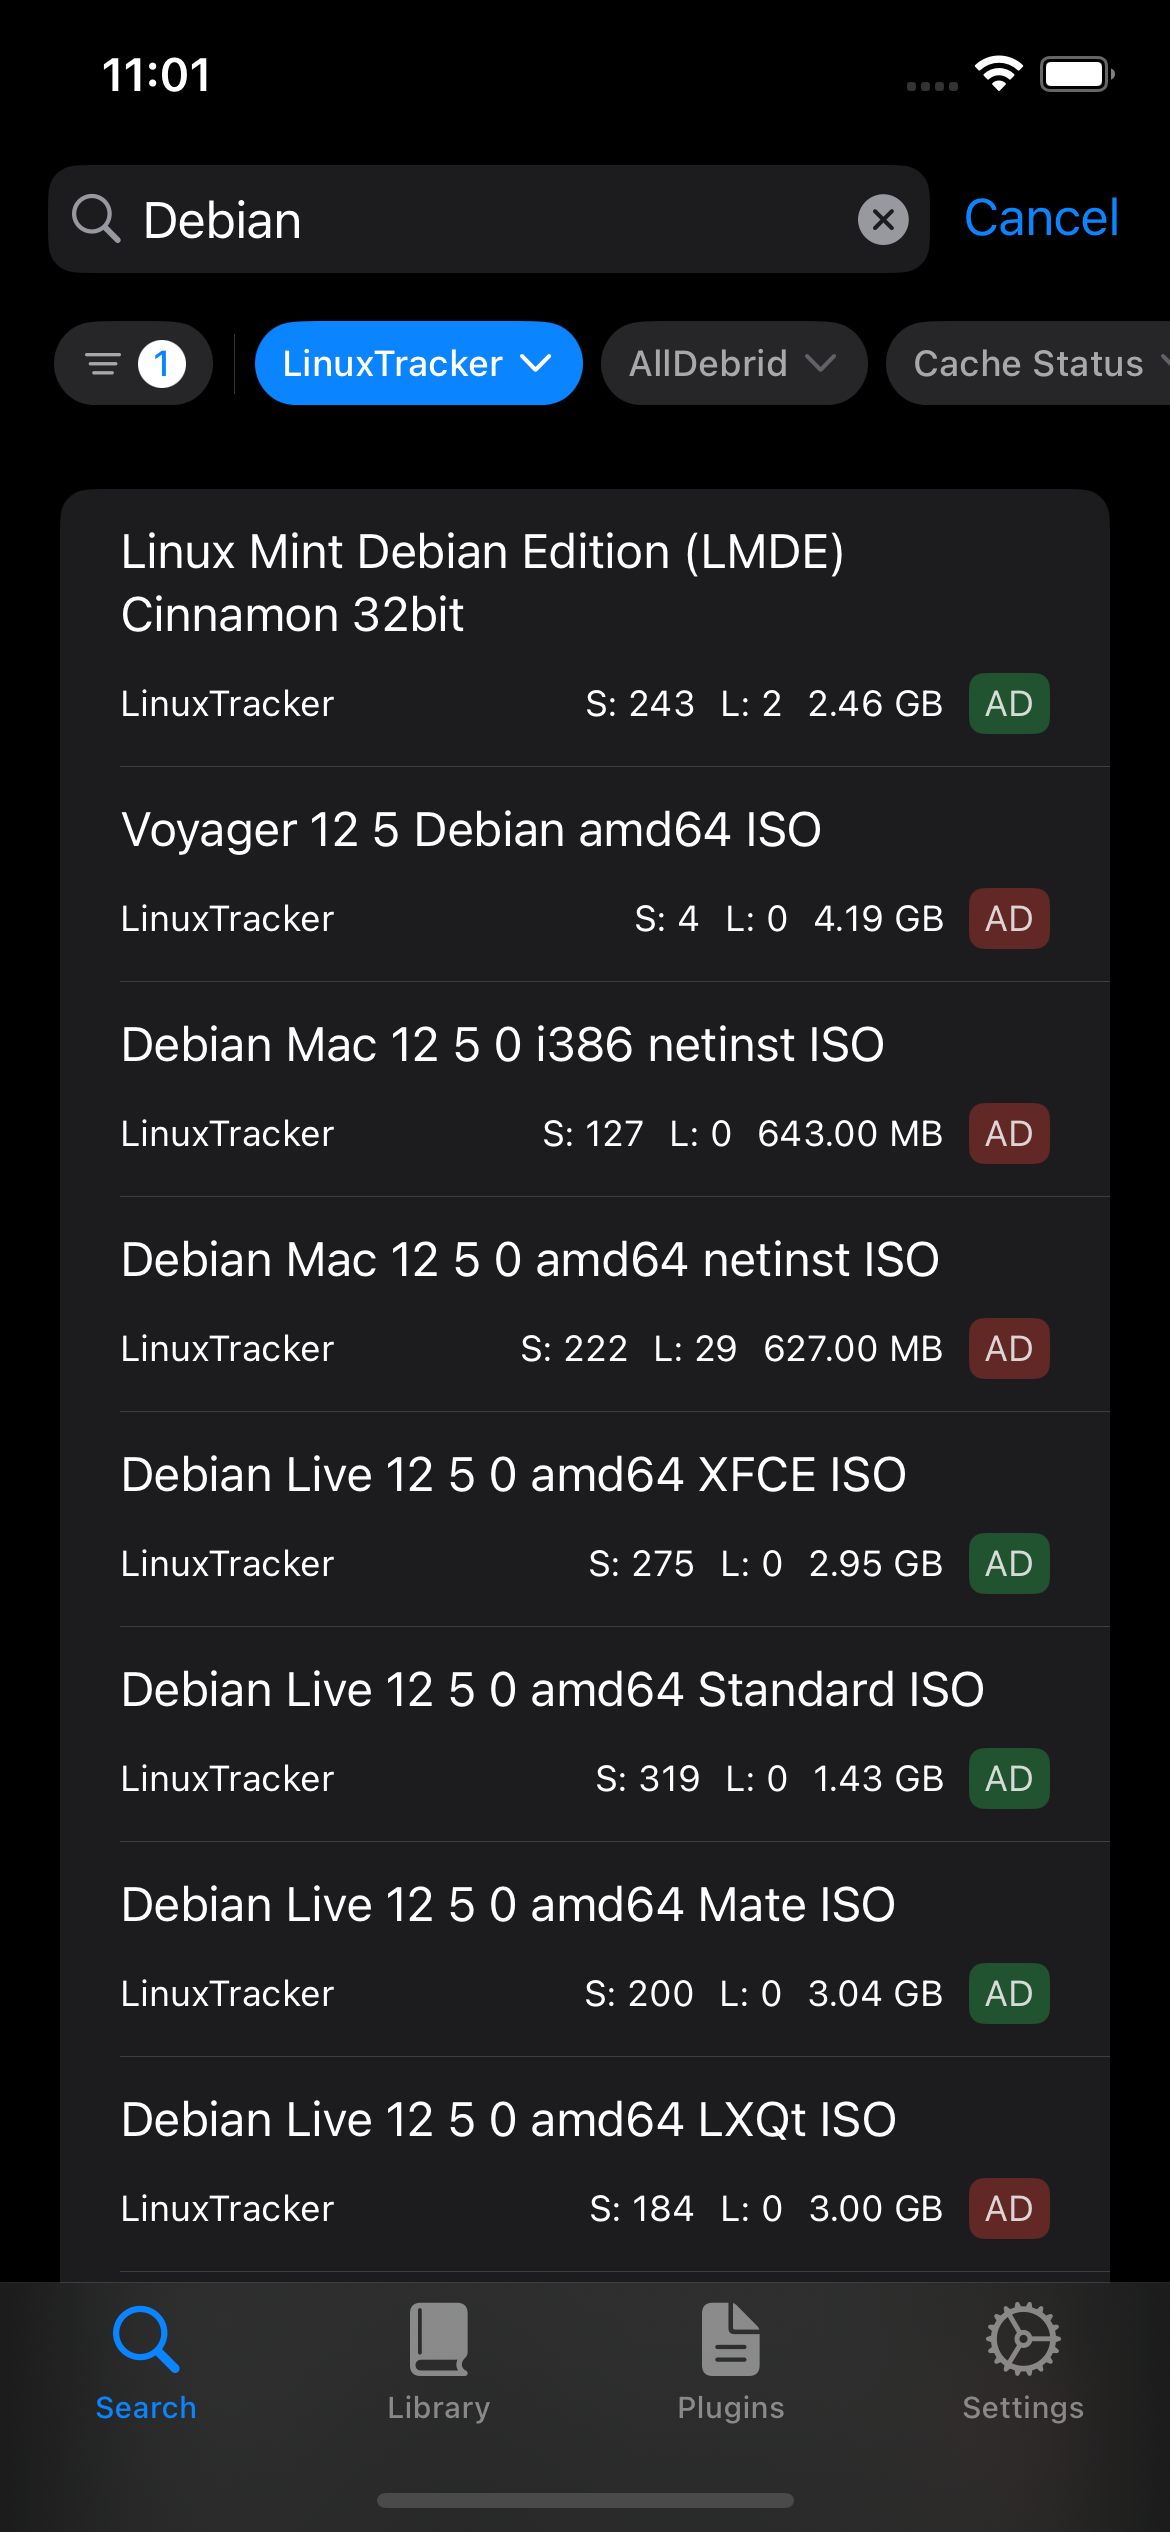 11:01
Debian
Cancel
1
LinuxTracker
AllDebrid
Cache Status
Linux Mint Debian Edition (LMDE)
Cinnamon 32bit
LinuxTracker S: 243 L: 2 2.46 GB AD
Voyager 12 5 Debian amd64 ISO
LinuxTracker S: 4 L: 0 4.19 GB AD
Debian Mac 12 5 0 i386 netinst ISO
LinuxTracker S: 127 L: 0 643.00 MB AD
Debian Mac 12 5 0 amd64 netinst ISO
LinuxTracker S: 222 L: 29 627.00 MB AD
Debian Live 12 5 0 amd64 XFCE ISO
LinuxTracker S: 275 L: 0 2.95 GB AD
Debian Live 12 5 0 amd64 Standard ISO
LinuxTracker S: 319 L: 0 1.43 GB AD
Debian Live 12 5 0 amd64 Mate ISO
LinuxTracker S: 200 L: 0 3.04 GB AD
Debian Live 12 5 0 amd64 LXQt ISO
LinuxTracker S: 184 L: 0 3.00 GB AD
Search
Library
Plugins
Settings